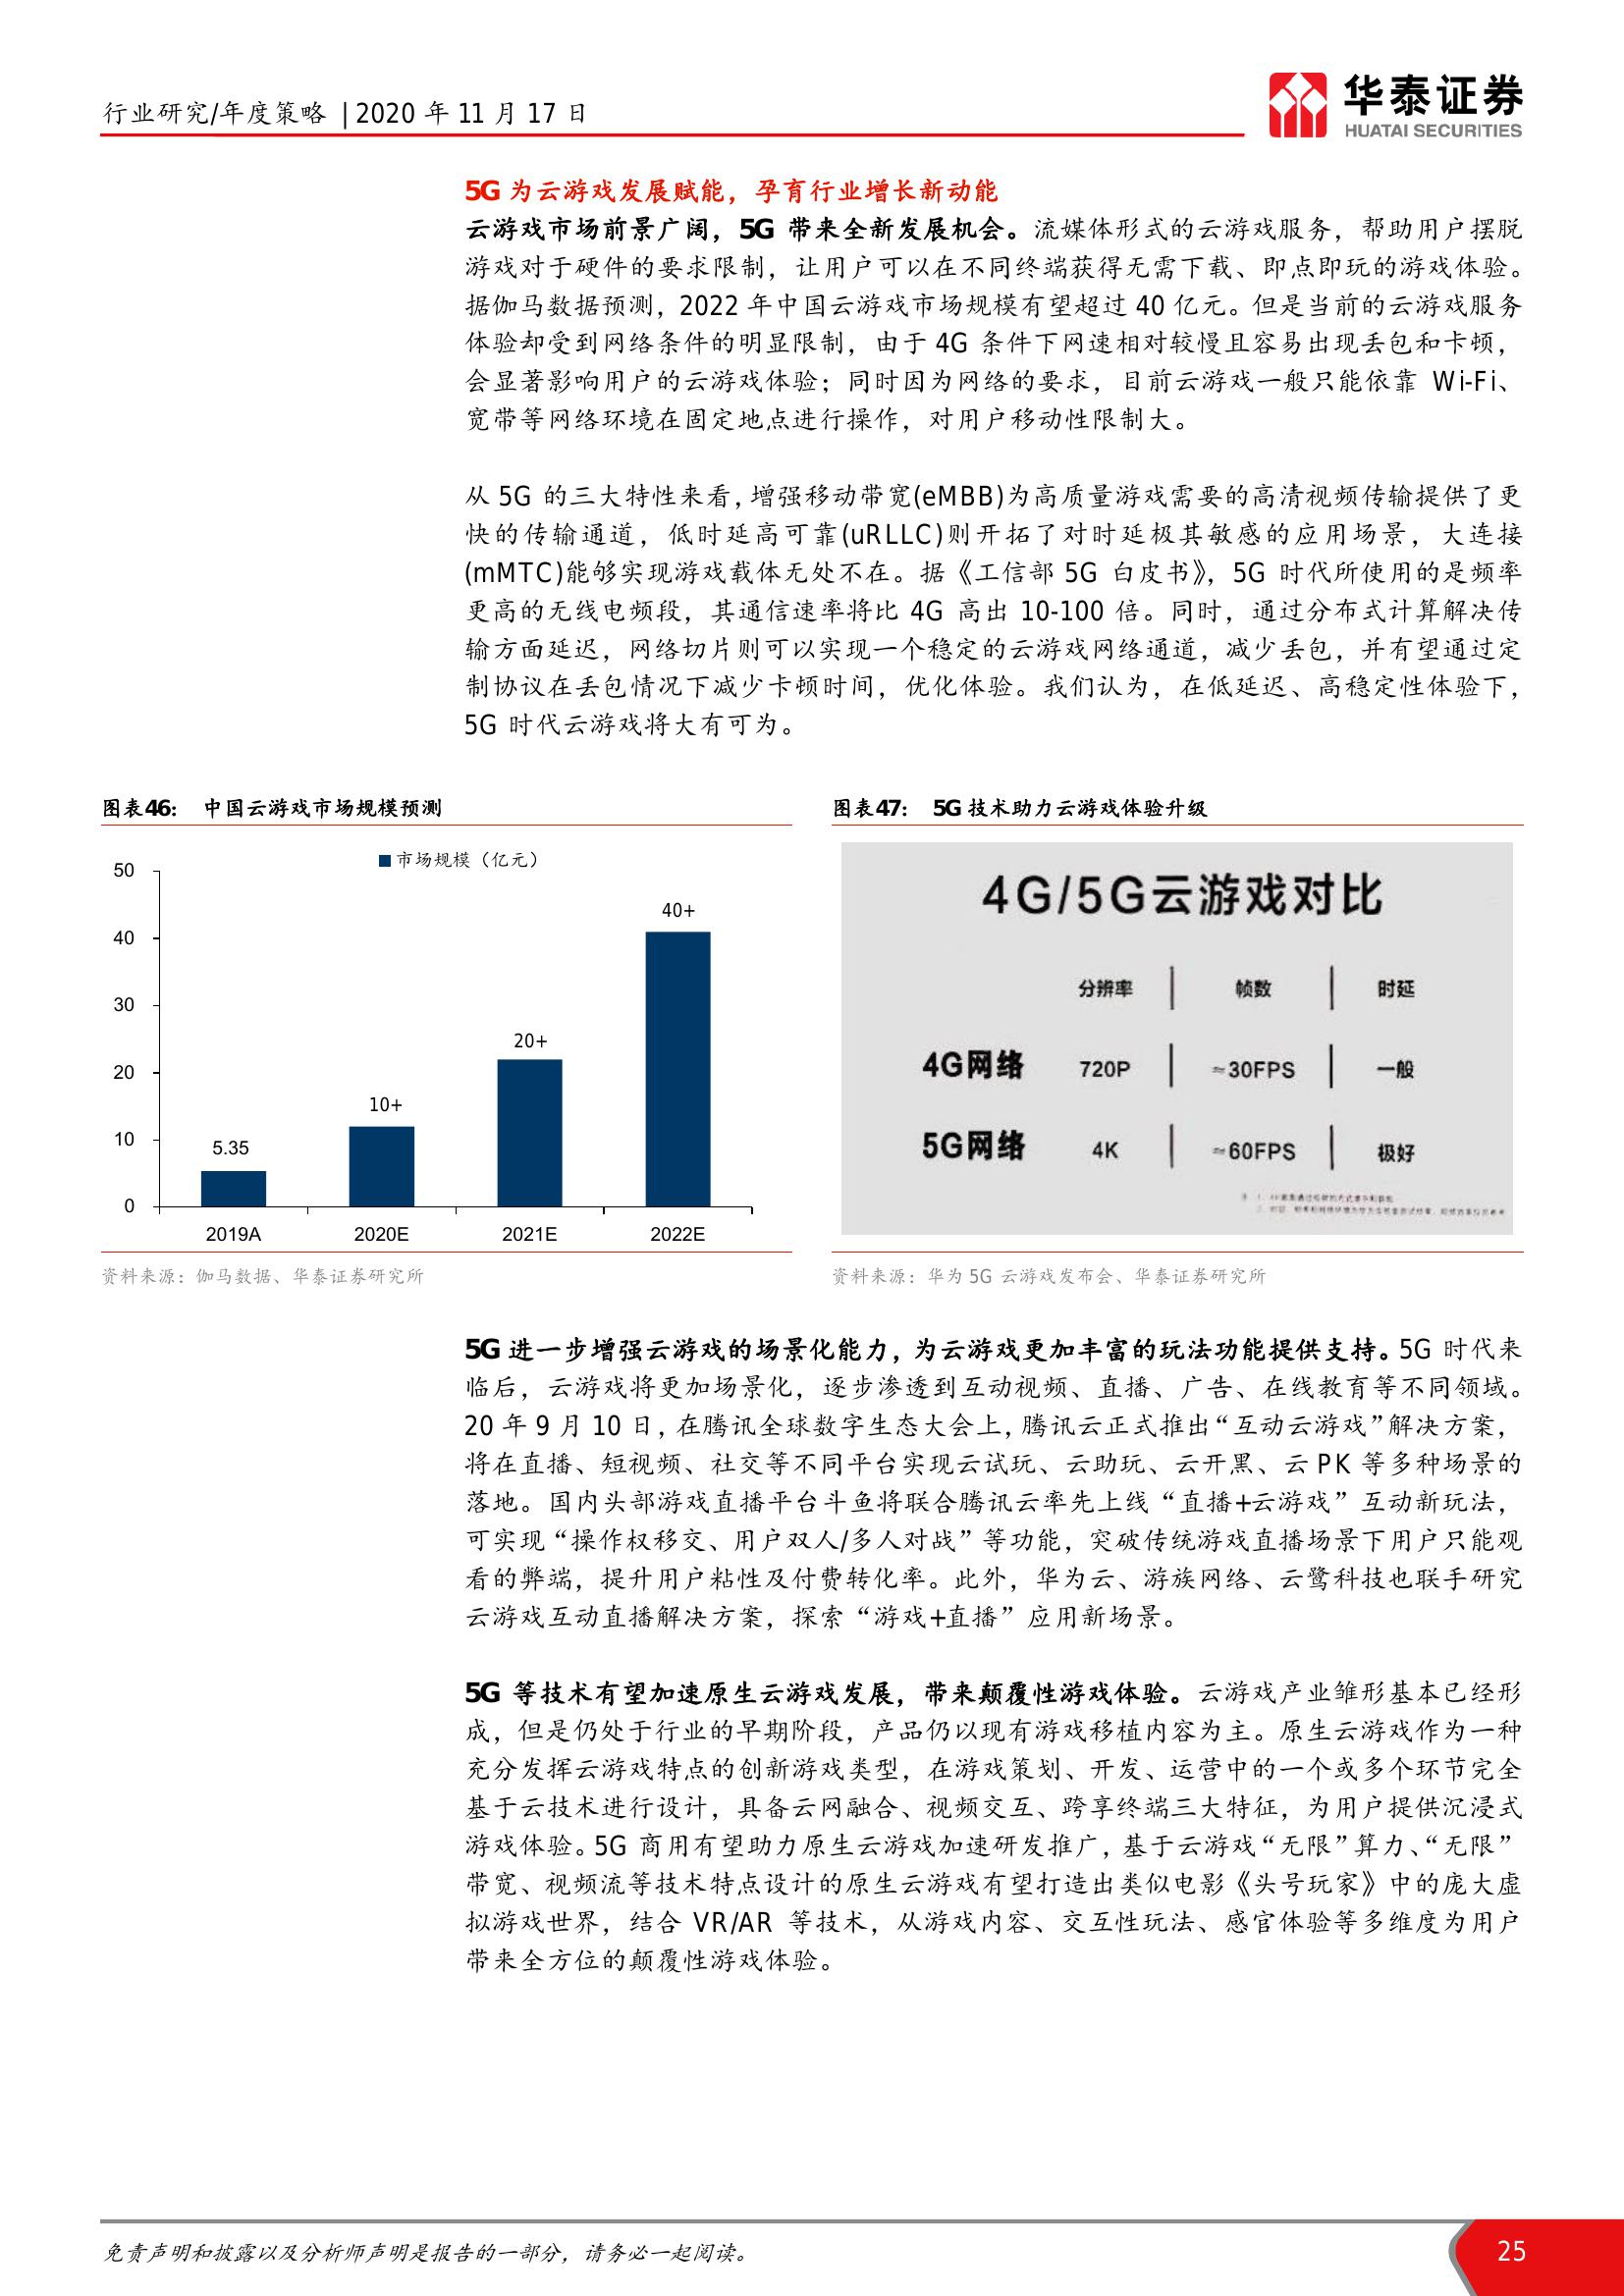 行业研究/年度策略 | 2020 年 11 月 17 日
华泰证券
HUATAI SECURITIES
5G 为云游戏发展赋能，孕育行业增长新动能
云游戏市场前景广阔，5G 带来全新发展机会。流媒体形式的云游戏服务，帮助用户摆脱
游戏对于硬件的要求限制，让用户可以在不同终端获得无需下载、即点即玩的游戏体验。
据伽马数据预测，2022 年中国云游戏市场规模有望超过 40 亿元。但是当前的云游戏服务
体验却受到网络条件的明显限制，由于 4G 条件下网速相对较慢且容易出现丢包和卡顿，
会显著影响用户的云游戏体验；同时因为网络的要求，目前云游戏一般只能依靠 Wi-Fi、
宽带等网络环境在固定地点进行操作，对用户移动性限制大。
从 5G 的三大特性来看，增强移动带宽(eMBB)为高质量游戏需要的高清视频传输提供了更
快的传输通道，低时延高可靠(uRLLC)则开拓了对时延极其敏感的应用场景，大连接
(mMTC)能够实现游戏载体无处不在。据《工信部 5G 白皮书》，5G 时代所使用的是频率
更高的无线电频段，其通信速率将比 4G 高出 10-100 倍。同时，通过分布式计算解决传
输方面延迟，网络切片则可以实现一个稳定的云游戏网络通道，减少丢包，并有望通过定
制协议在丢包情况下减少卡顿时间，优化体验。我们认为，在低延迟、高稳定性体验下，
5G 时代云游戏将大有可为。
图表46： 中国云游戏市场规模预测
市场规模（亿元）
50
40
30
20
10
0
5.35
10+
20+
40+
2019A 2020E 2021E 2022E
资料来源：伽马数据、华泰证券研究所
图表47： 5G 技术助力云游戏体验升级
4G/5G云游戏对比
分辨率 帧数 时延
4G网络 720P ≈30FPS 一般
5G网络 4K ≈60FPS 极好
资料来源：华为 5G 云游戏发布会、华泰证券研究所
5G 进一步增强云游戏的场景化能力，为云游戏更加丰富的玩法功能提供支持。5G 时代来
临后，云游戏将更加场景化，逐步渗透到互动视频、直播、广告、在线教育等不同领域。
20 年 9 月 10 日，在腾讯全球数字生态大会上，腾讯云正式推出“互动云游戏”解决方案，
将在直播、短视频、社交等不同平台实现云试玩、云助玩、云开黑、云 PK 等多种场景的
落地。国内头部游戏直播平台斗鱼将联合腾讯云率先上线“直播+云游戏”互动新玩法，
可实现“操作权移交、用户双人/多人对战”等功能，突破传统游戏直播场景下用户只能观
看的弊端，提升用户粘性及付费转化率。此外，华为云、游族网络、云鹭科技也联手研究
云游戏互动直播解决方案，探索“游戏+直播”应用新场景。
5G 等技术有望加速原生云游戏发展，带来颠覆性游戏体验。云游戏产业雏形基本已经形
成，但是仍处于行业的早期阶段，产品仍以现有游戏移植内容为主。原生云游戏作为一种
充分发挥云游戏特点的创新游戏类型，在游戏策划、开发、运营中的一个或多个环节完全
基于云技术进行设计，具备云网融合、视频交互、跨享终端三大特征，为用户提供沉浸式
游戏体验。5G 商用有望助力原生云游戏加速研发推广，基于云游戏“无限”算力、“无限”
带宽、视频流等技术特点设计的原生云游戏有望打造出类似电影《头号玩家》中的庞大虚
拟游戏世界，结合 VR/AR 等技术，从游戏内容、交互性玩法、感官体验等多维度为用户
带来全方位的颠覆性游戏体验。
免责声明和披露以及分析师声明是报告的一部分，请务必一起阅读。
25